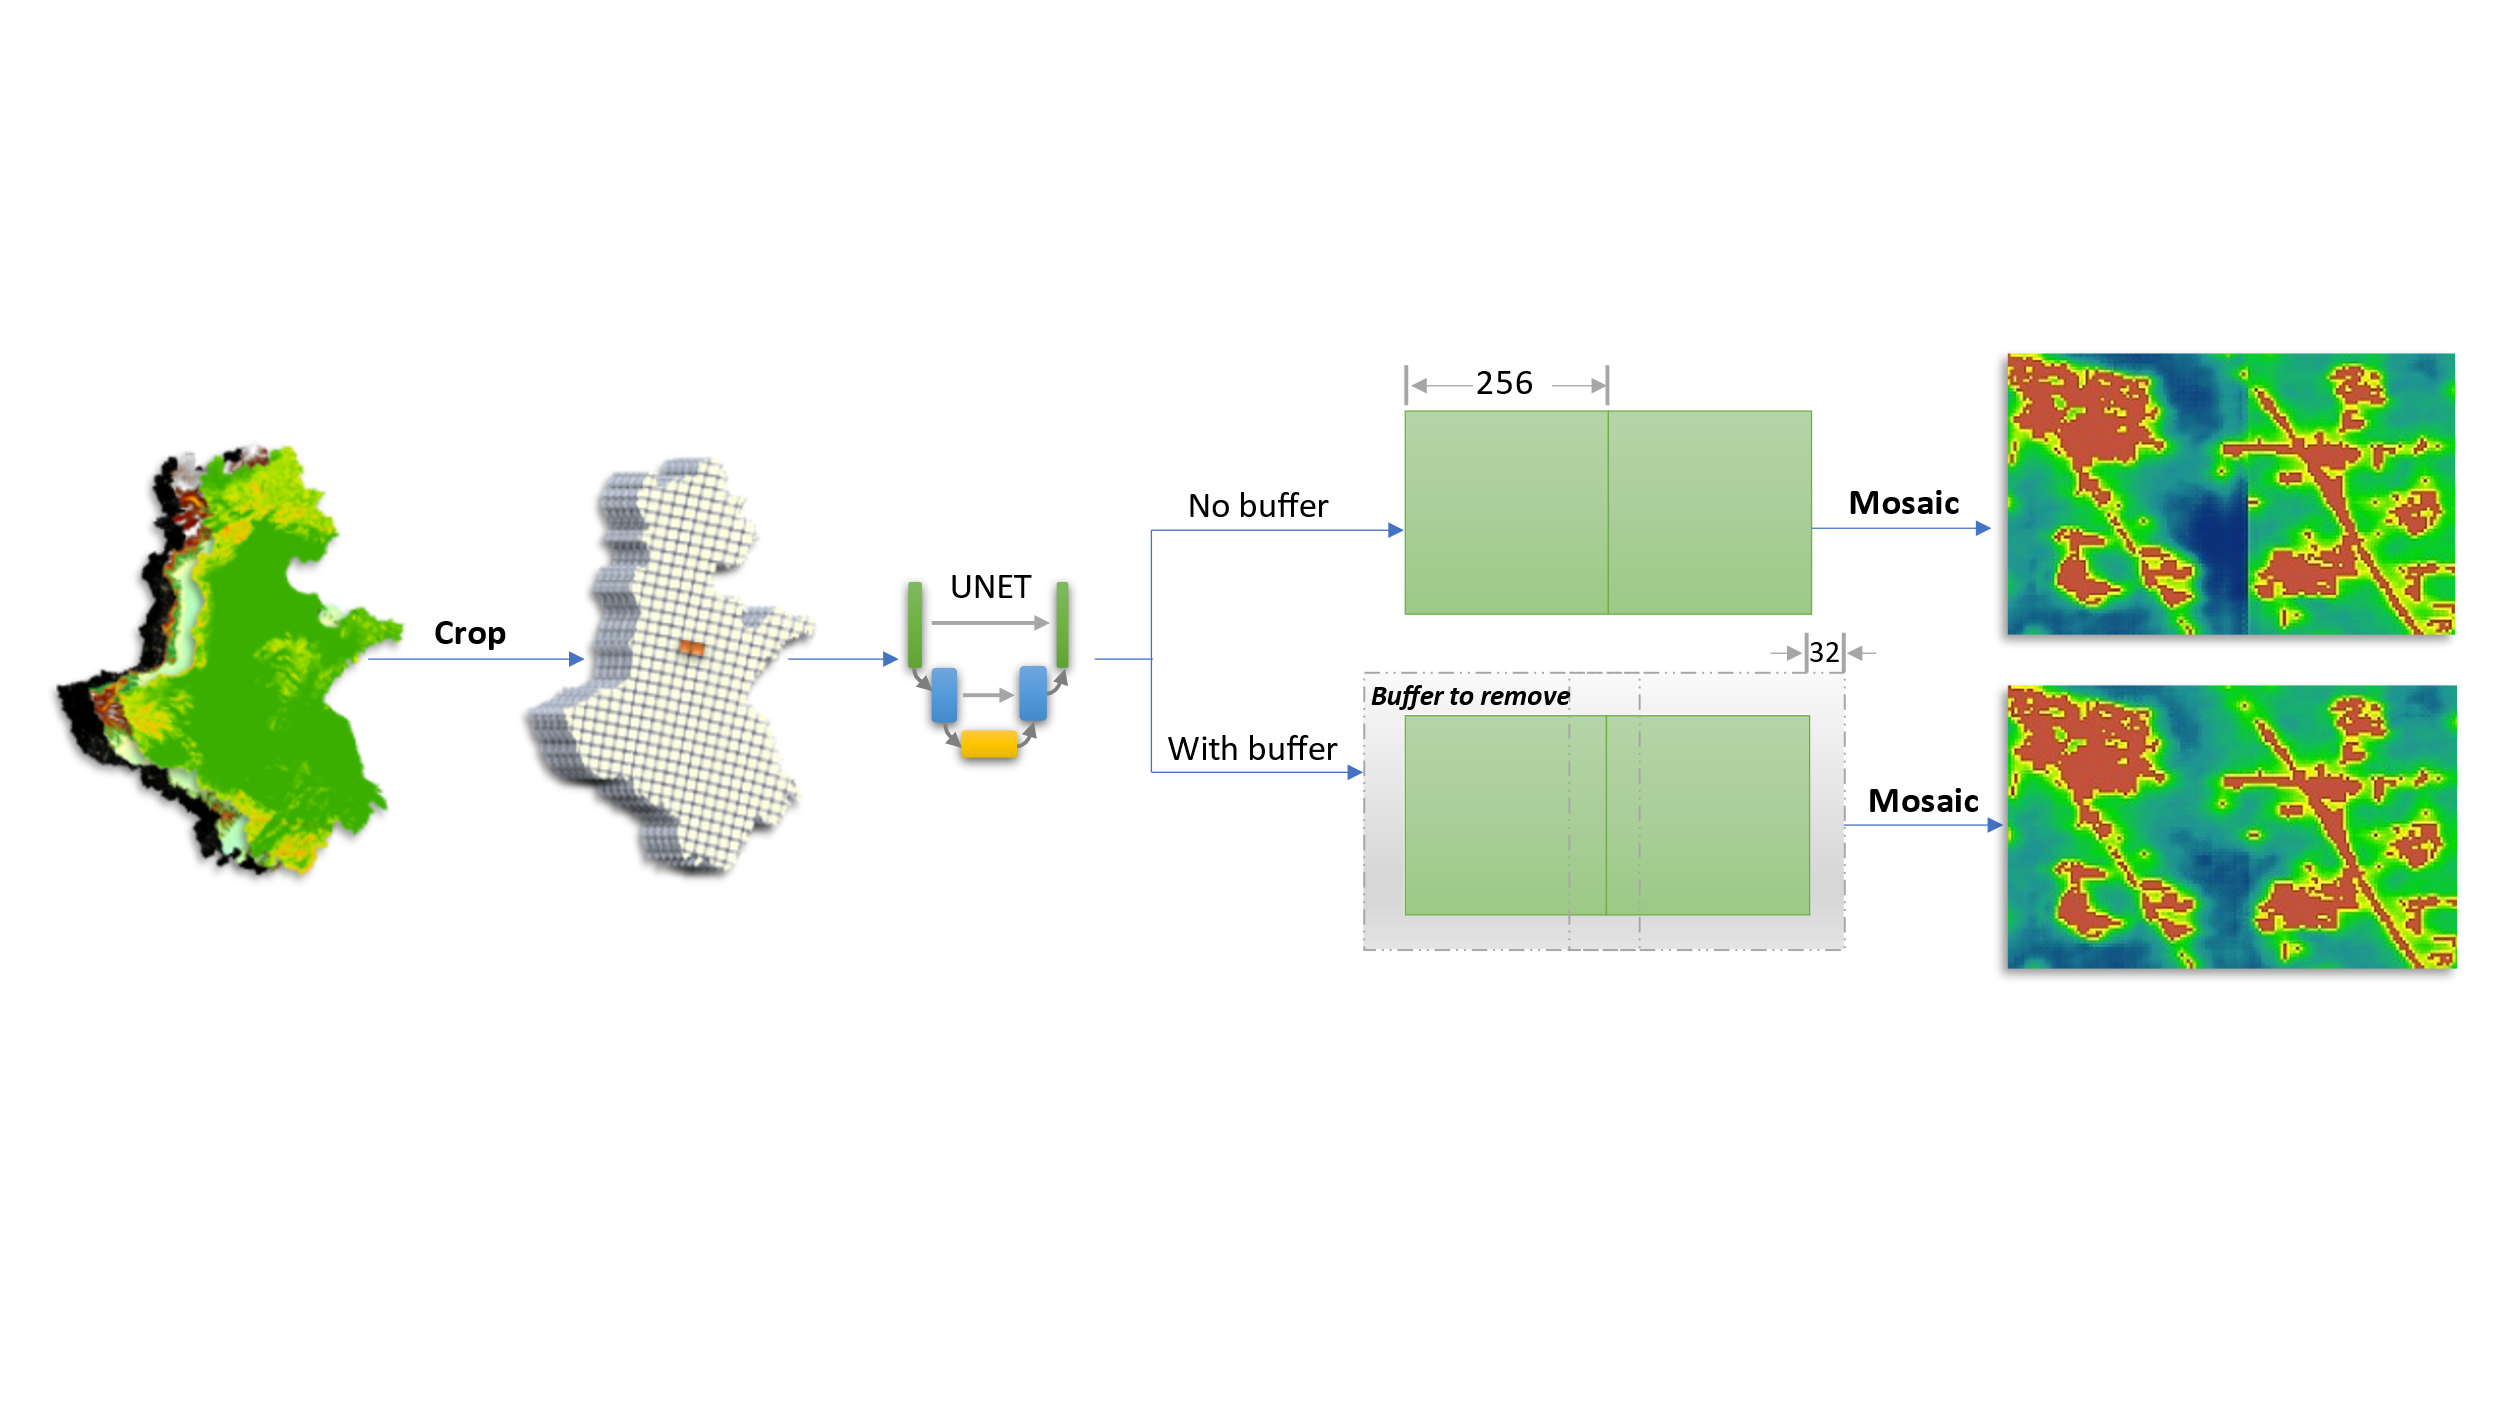 Crop
UNET
No buffer
With buffer
256
Mosaic
32
Buffer to remove
Mosaic